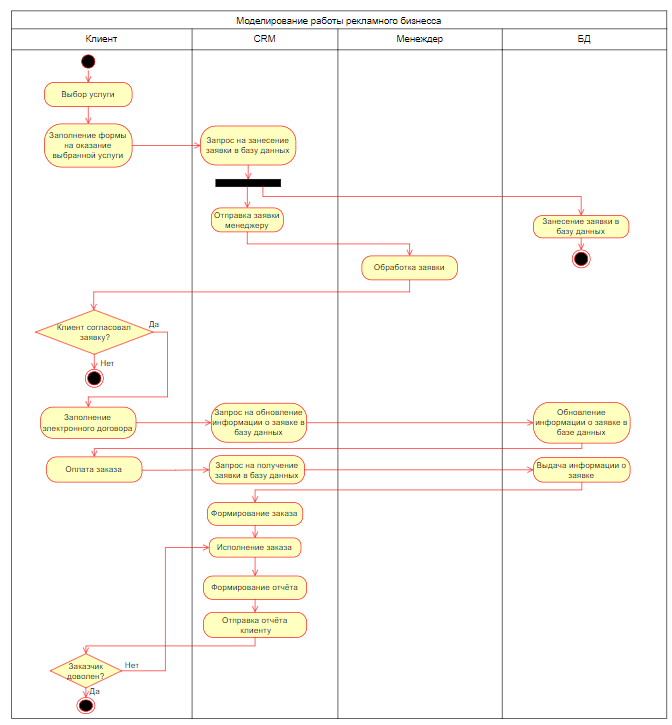 Моделирование работы рекламного бизнесса
Клиент
CRM
Менеждер
БД
Выбор услуги
Заполнение формы
на оказание
выбранной услуги
Запрос на занесение
заявки в базу данных
Отправка заявки
менеджеру
Занесение заявки в
базу данных
Обработка заявки
Клиент согласовал
заявку?
Да
Нет
Заполнение
электронного договора
Запрос на обновление
информации о заявке в
базу данных
Обновление
информации о заявке в
базе данных
Оплата заказа
Запрос на получение
заявки в базу данных
Выдача информации о
заявке
Формирование заказа
Исполнение заказа
Формирование отчёта
Отправка отчёта
клиенту
Заказчик
доволен?
Нет
Да